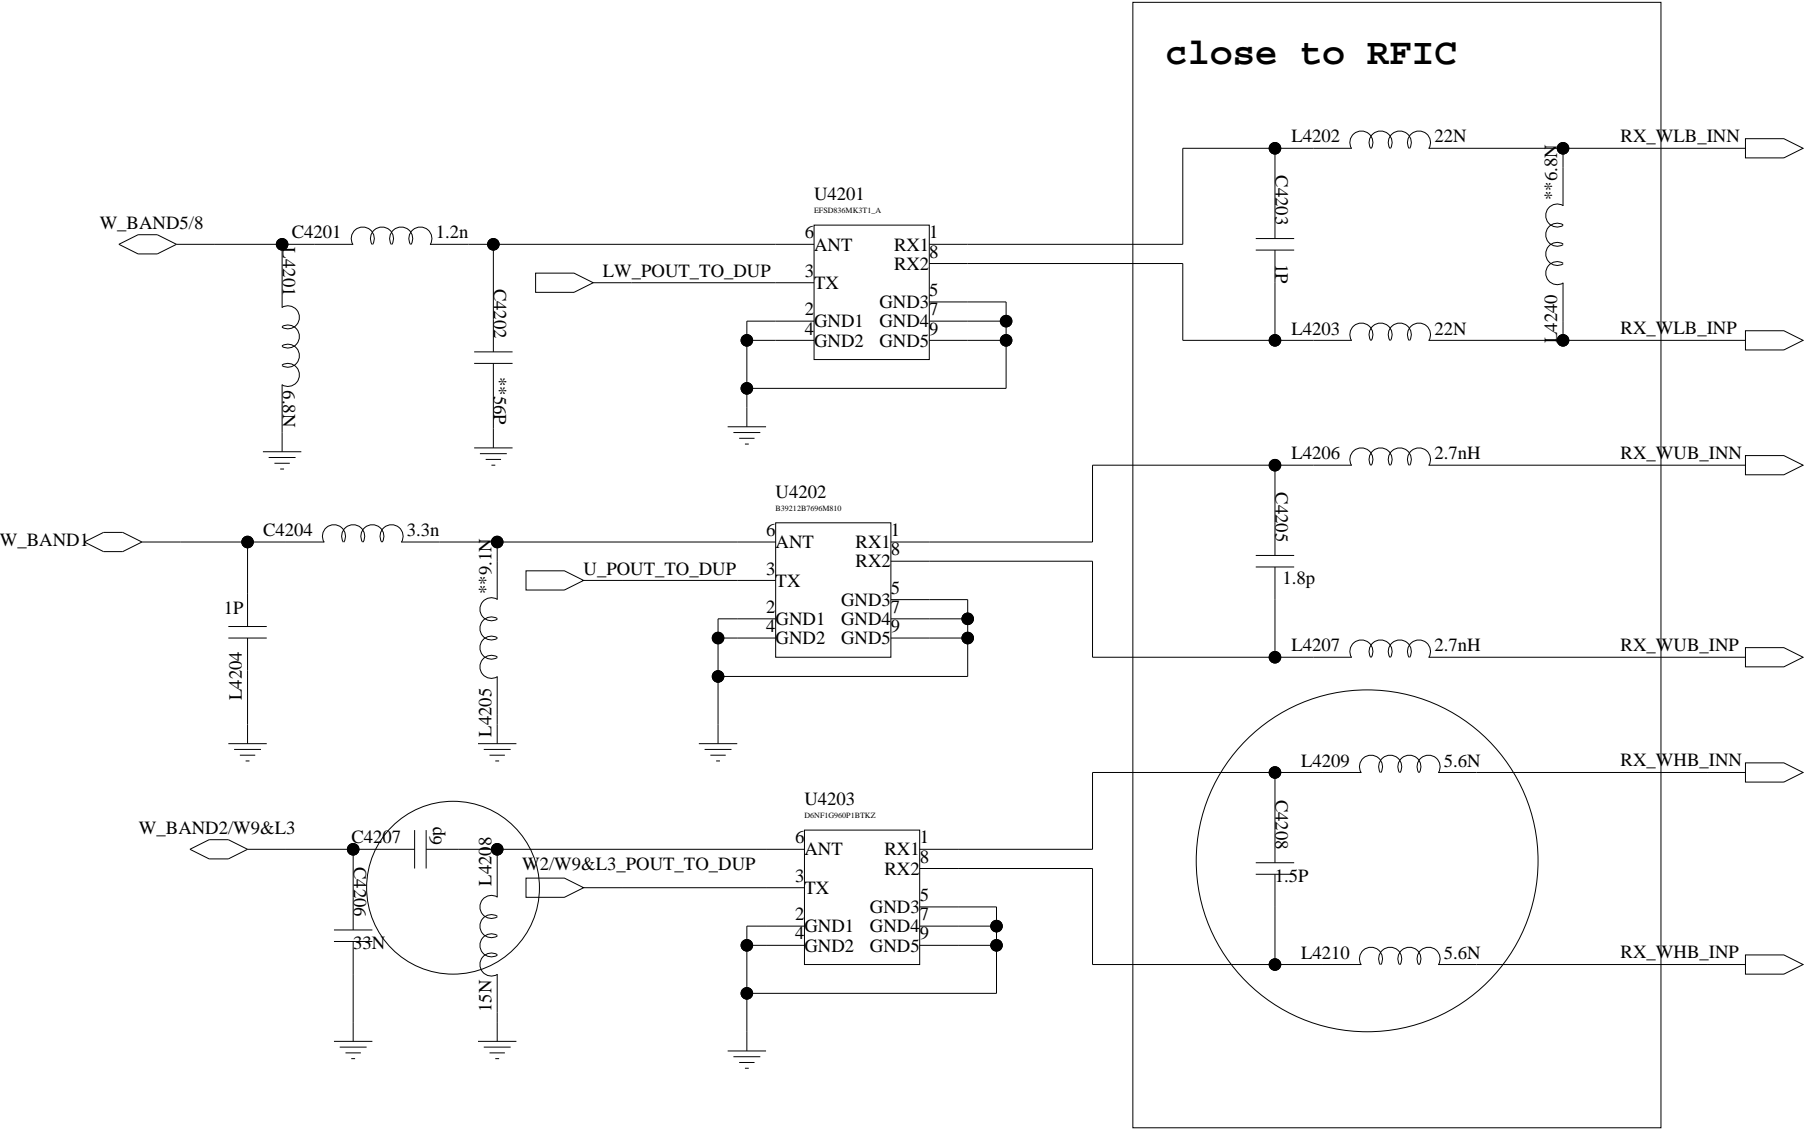 close to RFIC
L4202
22N
RX_WLB_INN
C4203
1P
**6.8N
L4240
L4203
22N
RX_WLB_INP
W_BAND5/8
C4201
1.2n
L4201
6.8N
C4202
**56P
LW_POUT_TO_DUP
U4201
EFSD836MK3T1_A
6
ANT
3
TX
2
GND1
4
GND2
RX1
1
RX2
8
GND3
5
GND4
7
GND5
9
L4206
2.7nH
RX_WUB_INN
C4205
1.8p
L4207
2.7nH
RX_WUB_INP
W_BAND1
C4204
3.3n
1P
L4204
**9.1N
L4205
U_POUT_TO_DUP
U4202
B39212B7696M810
6
ANT
3
TX
2
GND1
4
GND2
RX1
1
RX2
8
GND3
5
GND4
7
GND5
9
L4209
5.6N
RX_WHB_INN
C4208
1.5P
L4210
5.6N
RX_WHB_INP
W_BAND2/W9&L3
C4207
6p
C4206
33N
L4208
15N
W2/W9&L3_POUT_TO_DUP
U4203
D6NF1G960P1BTKZ
6
ANT
3
TX
2
GND1
4
GND2
RX1
1
RX2
8
GND3
5
GND4
7
GND5
9